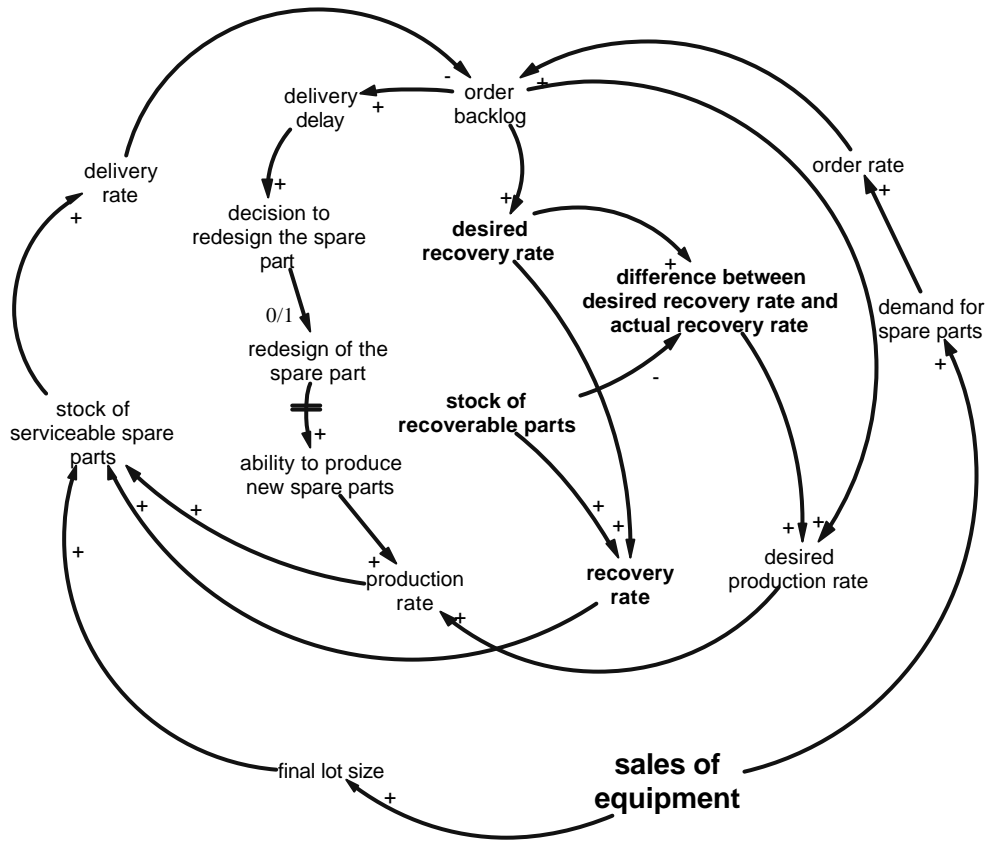 -
+
delivery
delay
+
order
backlog
delivery
rate
order rate
+
+
+
+
decision to
redesign the spare
part
desired
recovery rate
+
difference between
desired recovery rate and
actual recovery rate
demand for
spare parts
+
0/1
redesign of the
spare part
-
stock of
recoverable parts
stock of
serviceable spare
parts
+
ability to produce
new spare parts
+
+
+
+
+
+
+
desired
production rate
+
+
production
rate
+
recovery
rate
sales of
equipment
final lot size
+